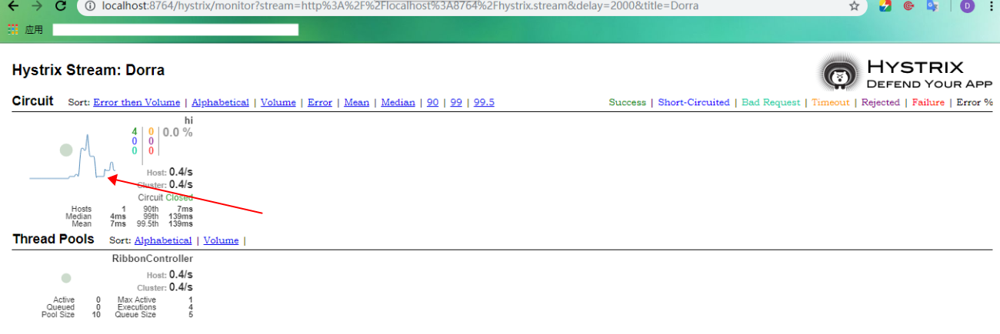 localhost:8764/hystrix/monitor?stream=http%3A%2F%2Flocalhost%3A8764%2Fhystrix.stream&delay=2000&title=Dorra
D
应用
Hystrix Stream: Dorra
HYSTRIX
DEFEND YOUR APP
Circuit Sort: Error then Volume | Alphabetical | Volume | Error | Mean | Median | 90 | 99 | 99.5
Success | Short-Circuited | Bad Request | Timeout | Rejected | Failure | Error %
hi
4 0 0.0 %
0 0
0 0
Host: 0.4/s
Cluster: 0.4/s
Circuit Closed
Hosts 1 90th 7ms
Median 4ms 99th 139ms
Mean 7ms 99.5th 139ms
Thread Pools Sort: Alphabetical | Volume |
RibbonController
Host: 0.4/s
Cluster: 0.4/s
Active 0 Max Active 1
Queued 0 Executions 4
Pool Size 10 Queue Size 5